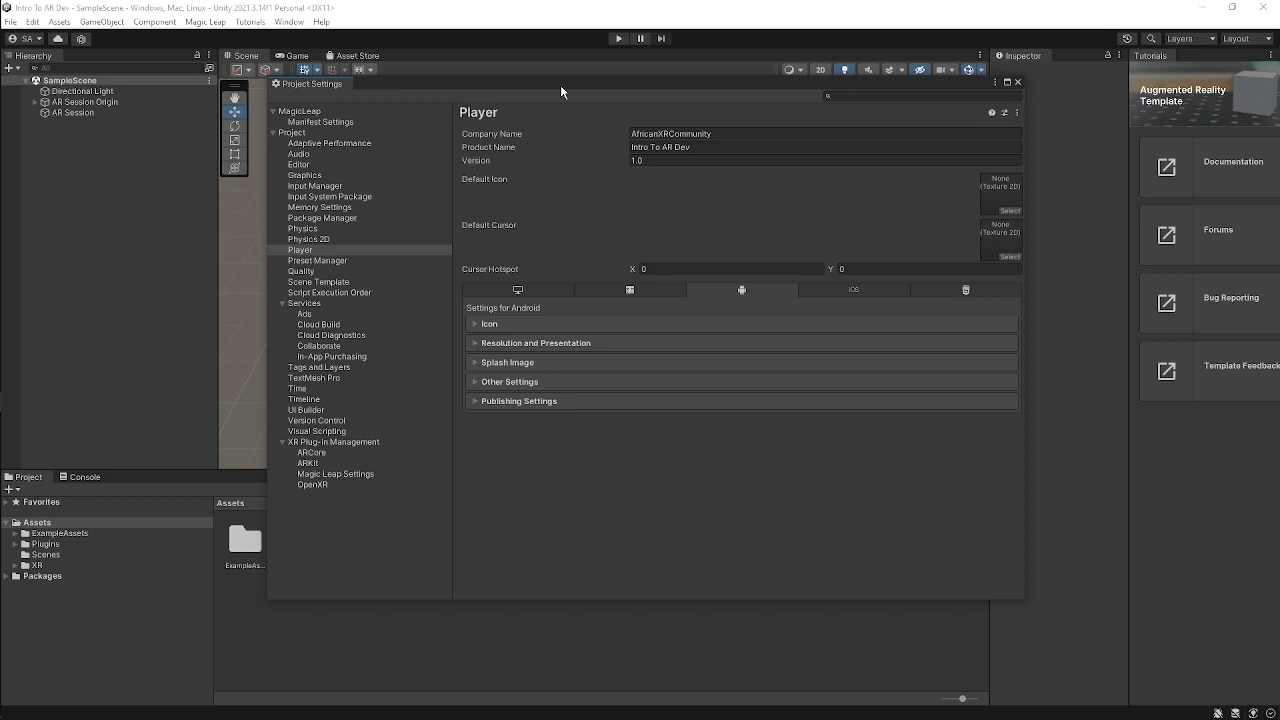 Intro To AR Dev - SampleScene - Windows, Mac, Linux - Unity 2021.3.14f1 Personal <DX11>
File Edit Assets GameObject Component Magic Leap Tutorials Window Help
SA
Layers Layout
Hierarchy
All
SampleScene
Directional Light
AR Session Origin
AR Session
Scene Game Asset Store
2D
Inspector
Tutorials
Project Settings
MagicLeap
Manifest Settings
Project
Adaptive Performance
Audio
Editor
Graphics
Input Manager
Input System Package
Memory Settings
Package Manager
Physics
Physics 2D
Player
Preset Manager
Quality
Scene Template
Script Execution Order
Services
Ads
Cloud Build
Cloud Diagnostics
Collaborate
In-App Purchasing
Tags and Layers
TextMesh Pro
Time
Timeline
UI Builder
Version Control
Visual Scripting
XR Plug-in Management
ARCore
ARKit
Magic Leap Settings
OpenXR
Player
Company Name AfricanXRCommunity
Product Name Intro To AR Dev
Version 1.0
Default Icon
None
(Texture 2D)
Select
Default Cursor
None
(Texture 2D)
Select
Cursor Hotspot X 0 Y 0
iOS
Settings for Android
Icon
Resolution and Presentation
Splash Image
Other Settings
Publishing Settings
Augmented Reality
Template
Documentation
Forums
Bug Reporting
Template Feedback
Project Console
Favorites
Assets
ExampleAssets
Plugins
Scenes
XR
Packages
Assets
ExampleAs...